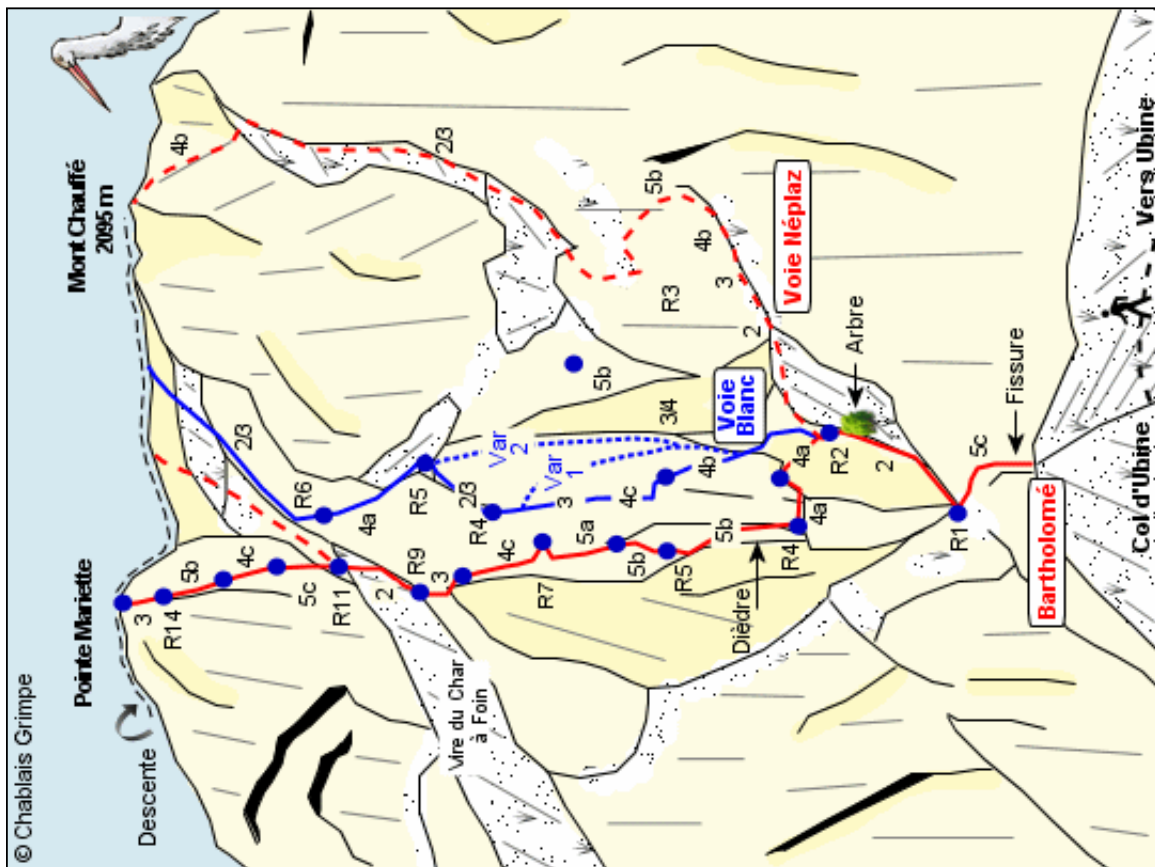 © Chablais Grimpe
Descente
Pointe Mariette
Mont Chauffé
2095 m
3
R14
5b
4c
5c
R11
2
R9
3
4c
R7
5a
5b
R5
5b
Dièdre
R4
4a
4a
R2
2
R1
5c
Fissure
Arbre
Vire du Char
à Foin
2/3
R6
4a
R5
2/3
R4
3
4c
4b
Var
1
Var
2
3/4
5b
R3
Voie
Blanc
2
3
4b
5b
2/3
4b
Voie Néplaz
Bartholomé
Col d'Ubine
Vers Ubine